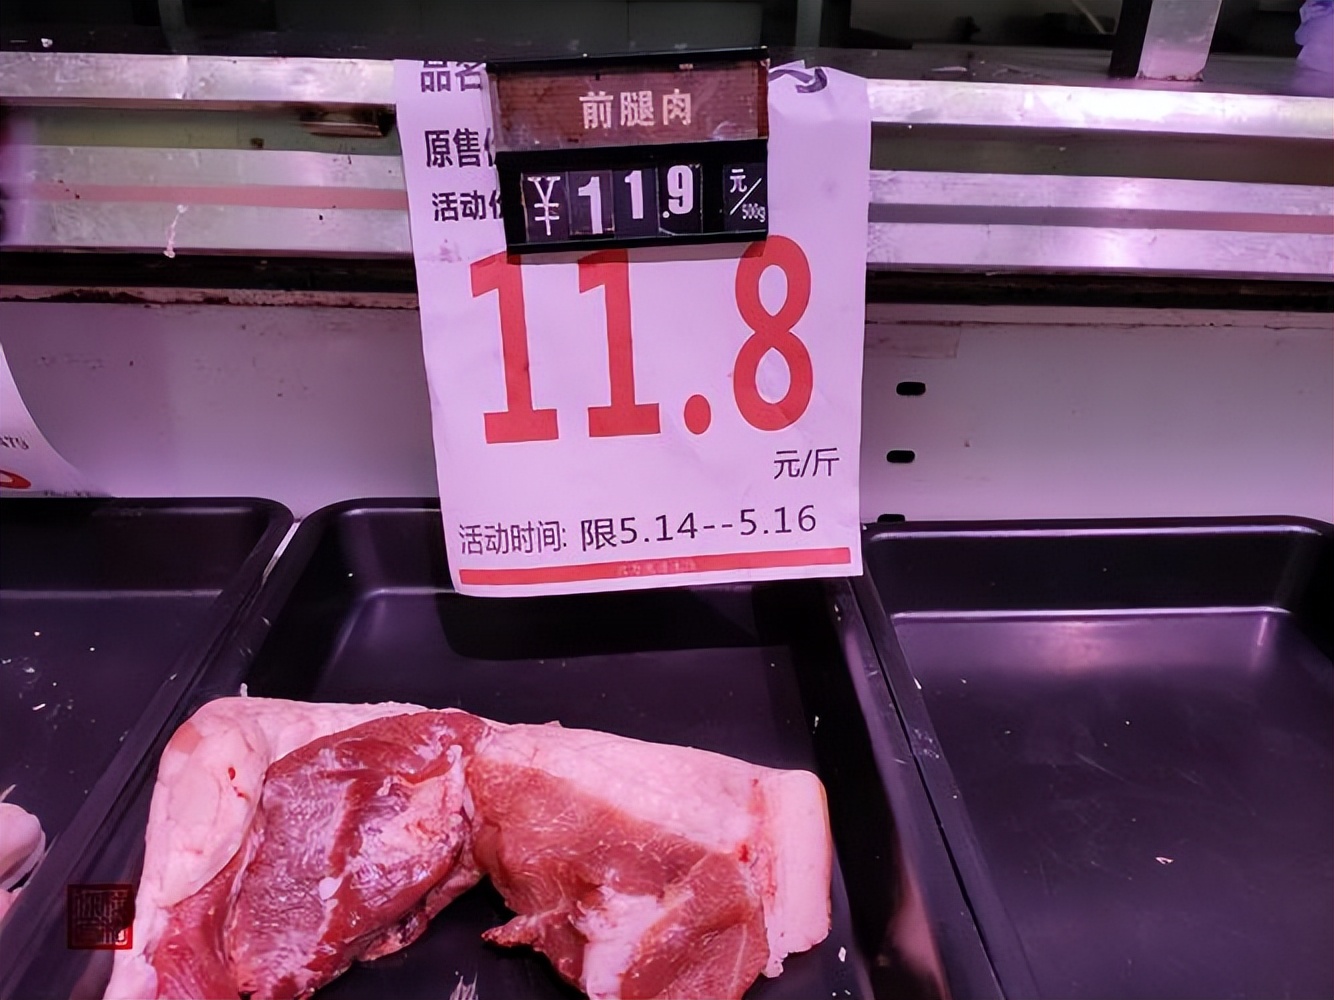 品名
前腿肉
原售价
¥11.9 元/500g
活动价
11.8
元/斤
活动时间: 限5.14--5.16